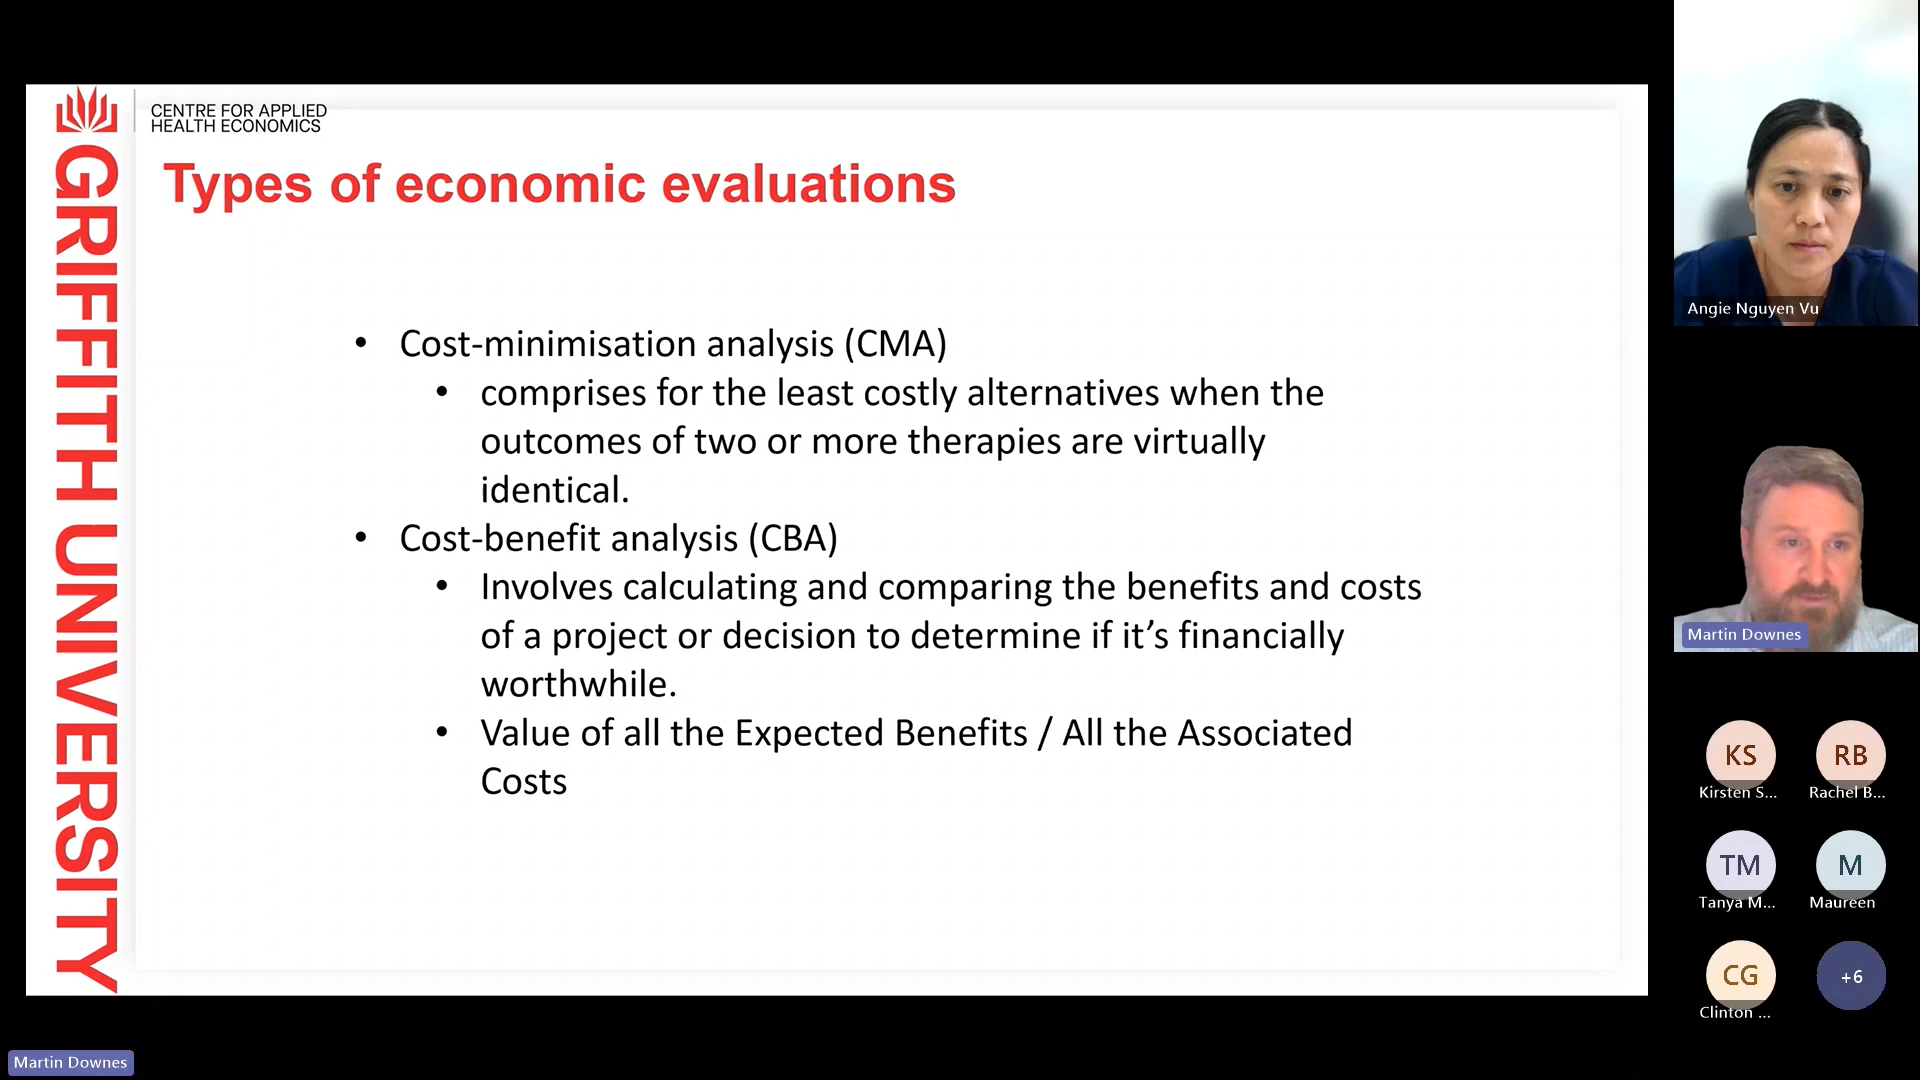 CENTRE FOR APPLIED
HEALTH ECONOMICS
GRIFFITH UNIVERSITY
Types of economic evaluations
• Cost-minimisation analysis (CMA)
• comprises for the least costly alternatives when the
outcomes of two or more therapies are virtually
identical.
• Cost-benefit analysis (CBA)
• Involves calculating and comparing the benefits and costs
of a project or decision to determine if it’s financially
worthwhile.
• Value of all the Expected Benefits / All the Associated
Costs
Angie Nguyen Vu
Martin Downes
KS
Kirsten S...
RB
Rachel B...
TM
Tanya M...
M
Maureen
CG
Clinton ...
+6
Martin Downes